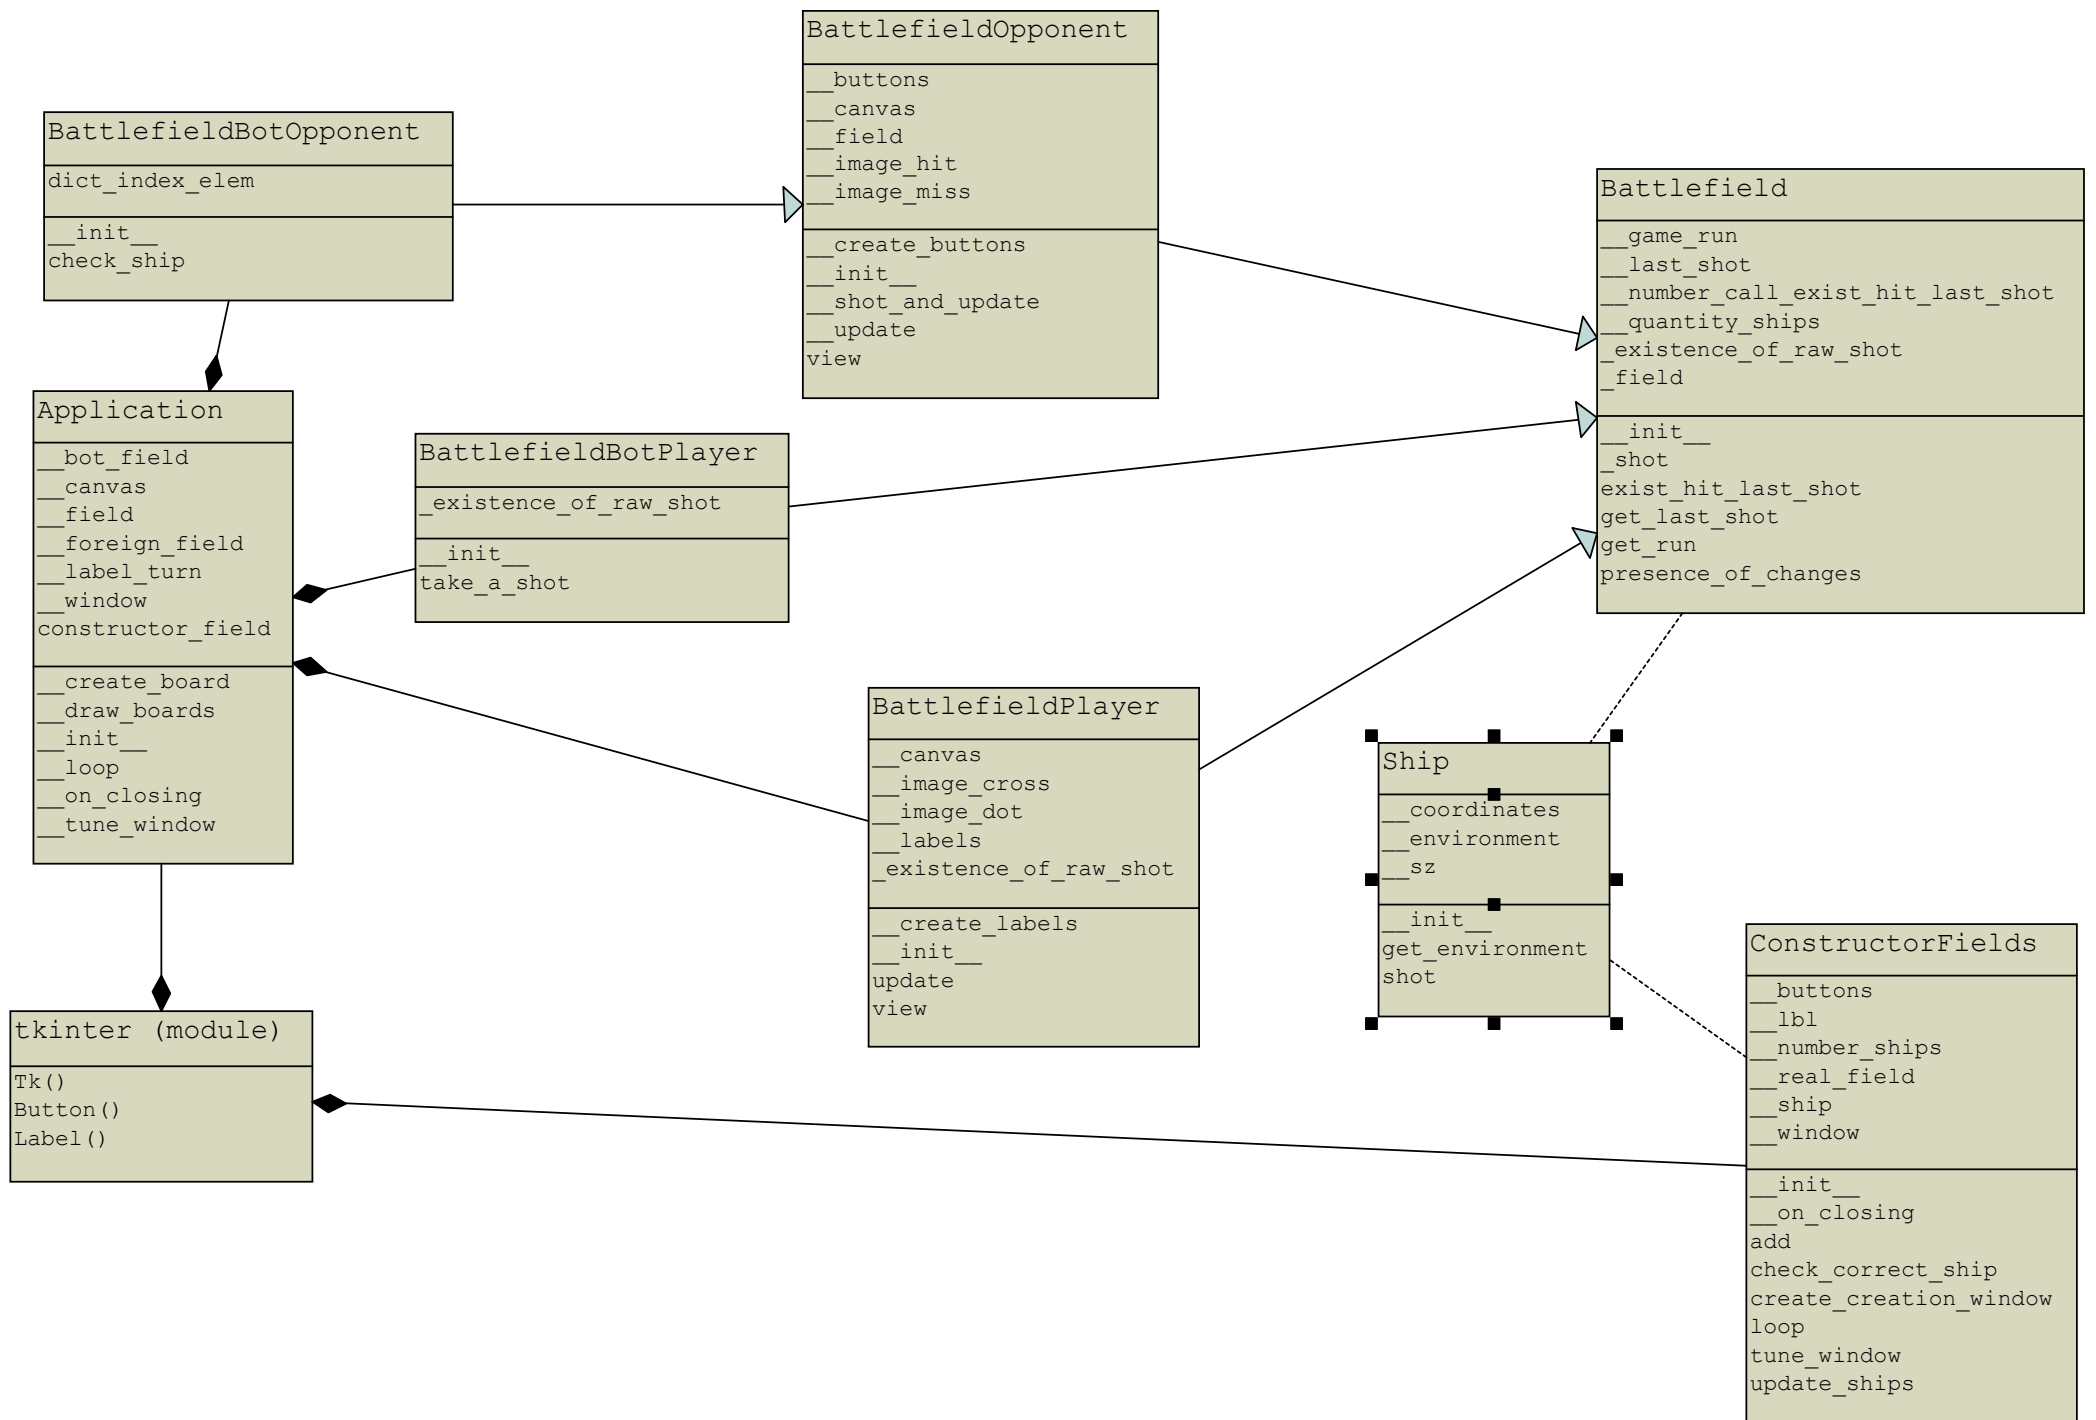 BattlefieldOpponent
__buttons
__canvas
__field
__image_hit
__image_miss
__create_buttons
__init__
__shot_and_update
__update
view
BattlefieldBotOpponent
dict_index_elem
__init__
check_ship
Battlefield
__game_run
__last_shot
__number_call_exist_hit_last_shot
__quantity_ships
_existence_of_raw_shot
_field
__init__
_shot
exist_hit_last_shot
get_last_shot
get_run
presence_of_changes
Application
__bot_field
__canvas
__field
__foreign_field
__label_turn
__window
constructor_field
__create_board
__draw_boards
__init__
__loop
__on_closing
__tune_window
BattlefieldBotPlayer
_existence_of_raw_shot
__init__
take_a_shot
BattlefieldPlayer
__canvas
__image_cross
__image_dot
__labels
_existence_of_raw_shot
__create_labels
__init__
update
view
Ship
__coordinates
__environment
__sz
__init__
get_environment
shot
ConstructorFields
__buttons
__lbl
__number_ships
__real_field
__ship
__window
__init__
__on_closing
add
check_correct_ship
create_creation_window
loop
tune_window
update_ships
tkinter (module)
Tk()
Button()
Label()